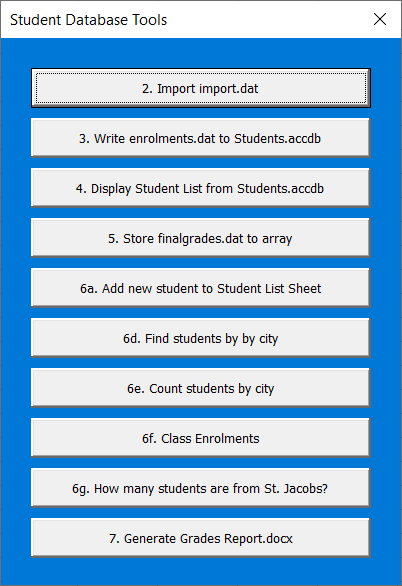 Student Database Tools
2. Import import.dat
3. Write enrolments.dat to Students.accdb
4. Display Student List from Students.accdb
5. Store finalgrades.dat to array
6a. Add new student to Student List Sheet
6d. Find students by by city
6e. Count students by city
6f. Class Enrolments
6g. How many students are from St. Jacobs?
7. Generate Grades Report.docx